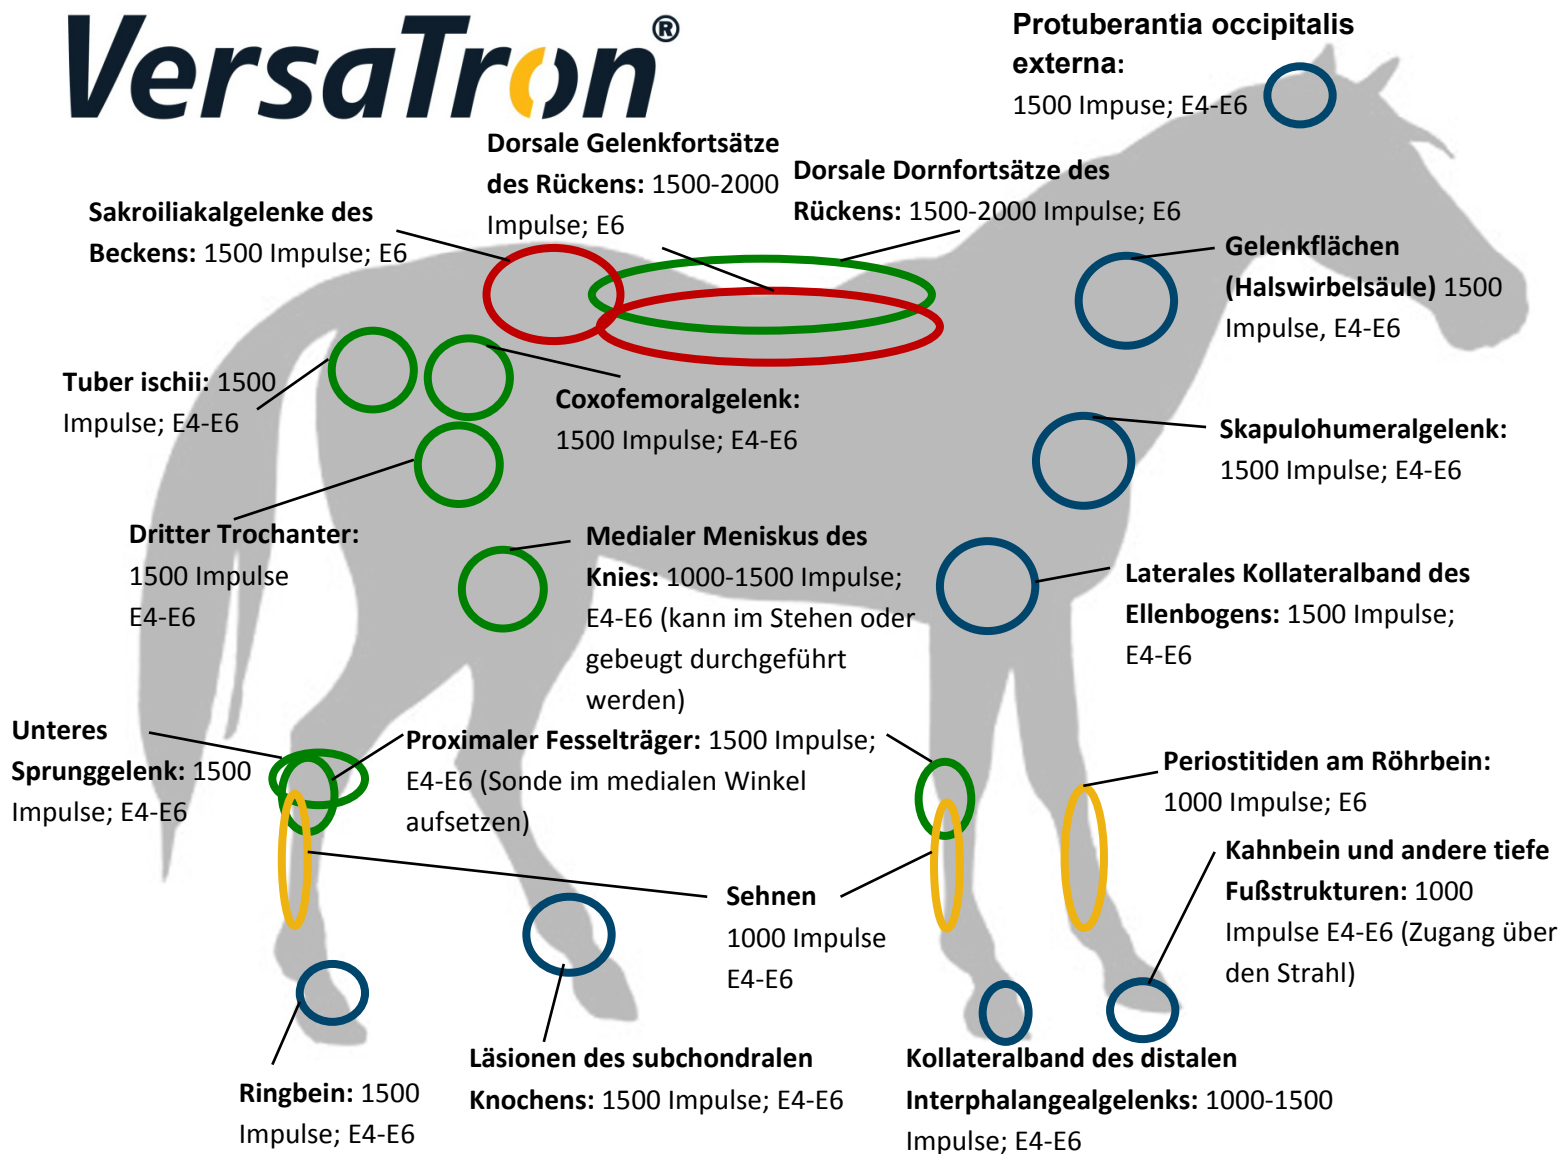 VersaTron®
Protuberantia occipitalis
externa:
1500 Impuse; E4-E6
Dorsale Gelenkfortsätze
des Rückens: 1500-2000
Impulse; E6
Dorsale Dornfortsätze des
Rückens: 1500-2000 Impulse; E6
Sakroiliakalgelenke des
Beckens: 1500 Impulse; E6
Gelenkflächen
(Halswirbelsäule) 1500
Impulse, E4-E6
Tuber ischii: 1500
Impulse; E4-E6
Coxofemoralgelenk:
1500 Impulse; E4-E6
Skapulohumeralgelenk:
1500 Impulse; E4-E6
Dritter Trochanter:
1500 Impulse
E4-E6
Medialer Meniskus des
Knies: 1000-1500 Impulse;
E4-E6 (kann im Stehen oder
gebeugt durchgeführt
werden)
Laterales Kollateralband des
Ellenbogens: 1500 Impulse;
E4-E6
Unteres
Sprunggelenk: 1500
Impulse; E4-E6
Proximaler Fesselträger: 1500 Impulse;
E4-E6 (Sonde im medialen Winkel
aufsetzen)
Periostitiden am Röhrbein:
1000 Impulse; E6
Sehnen
1000 Impulse
E4-E6
Kahnbein und andere tiefe
Fußstrukturen: 1000
Impulse E4-E6 (Zugang über
den Strahl)
Ringbein: 1500
Impulse; E4-E6
Läsionen des subchondralen
Knochens: 1500 Impulse; E4-E6
Kollateralband des distalen
Interphalangealgelenks: 1000-1500
Impulse; E4-E6